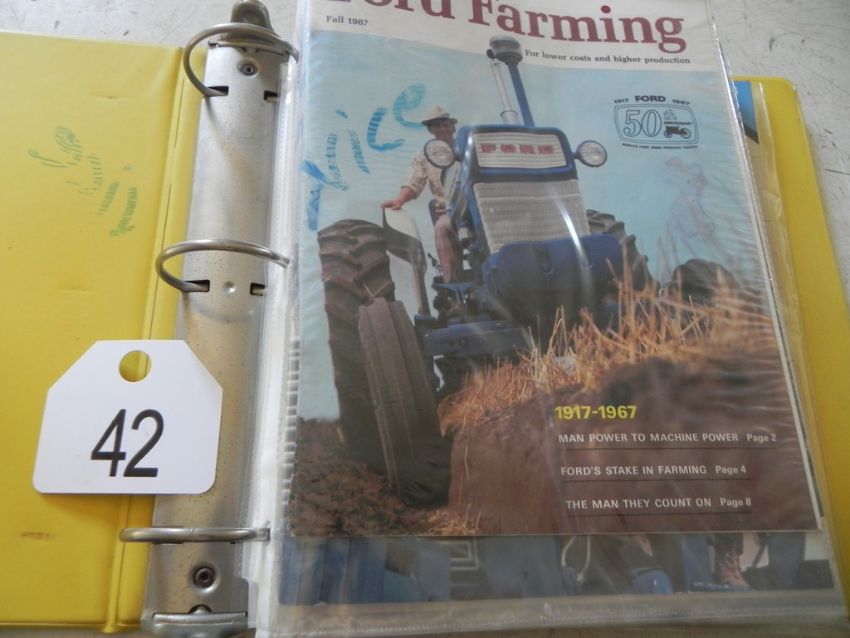 Ford Farming
Fall 1967
For lower costs and higher production
1917 FORD 1967
50
ANNIVERSARY
FORD
1917-1967
MAN POWER TO MACHINE POWER Page 2
FORD'S STAKE IN FARMING Page 4
THE MAN THEY COUNT ON Page 8
42